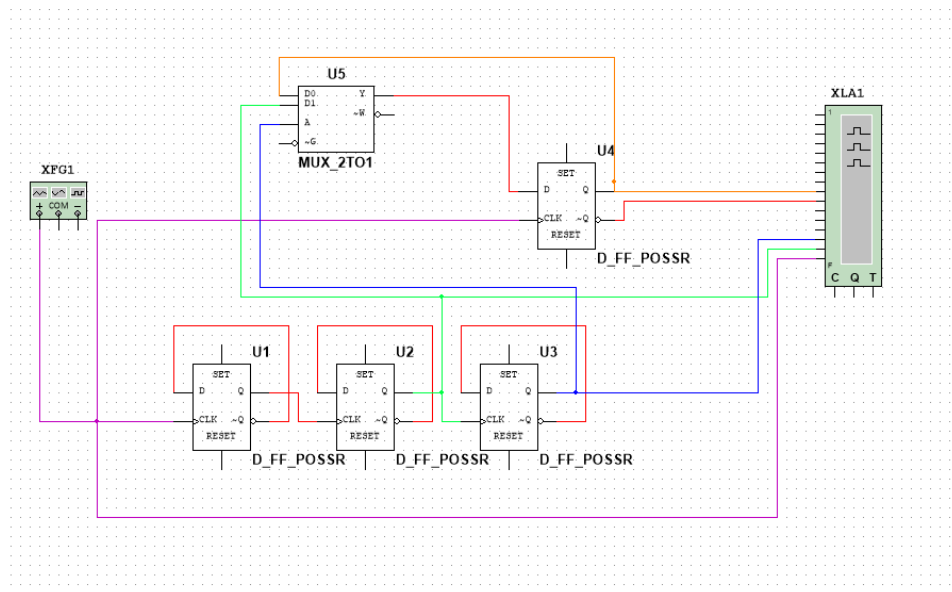 U5
D0 Y
D1
~W
A
~G
MUX_2TO1
XLA1
1
F
C Q T
XFG1
+ COM −
U4
SET
D Q
CLK ~Q
RESET
D_FF_POSSR
U1
SET
D Q
CLK ~Q
RESET
D_FF_POSSR
U2
SET
D Q
CLK ~Q
RESET
D_FF_POSSR
U3
SET
D Q
CLK ~Q
RESET
D_FF_POSSR